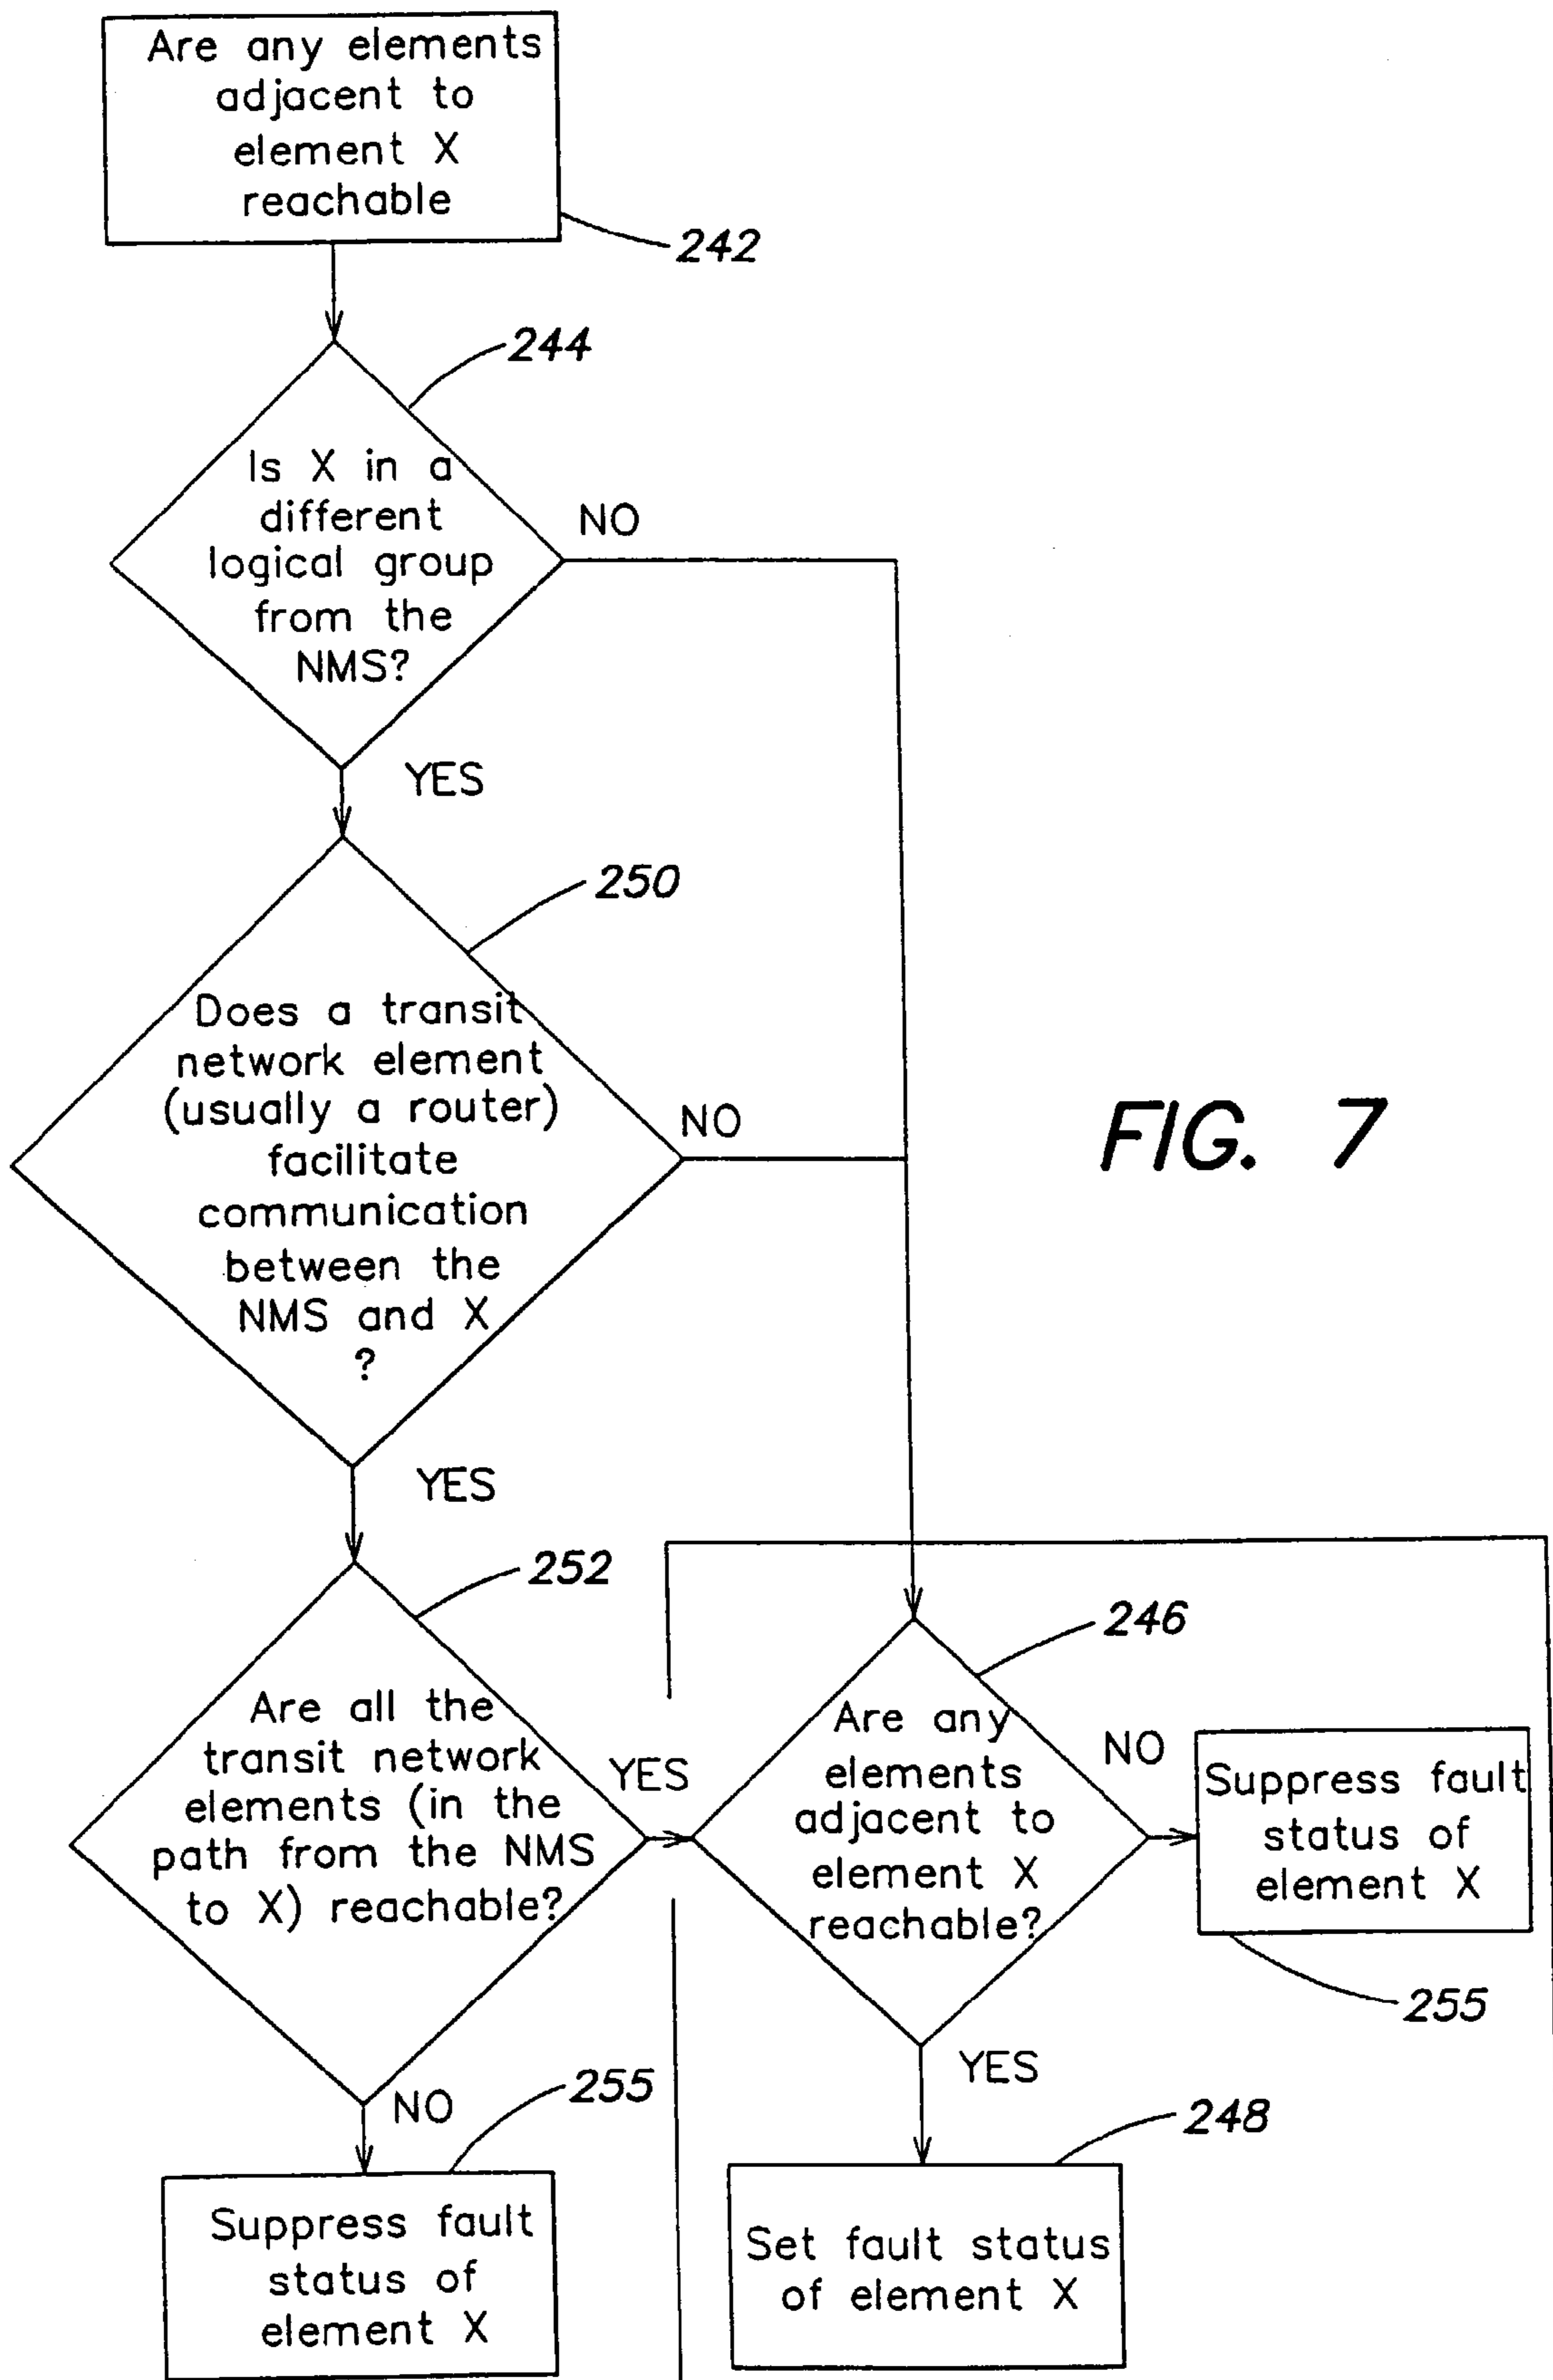 Are any elements
adjacent to
element X
reachable
242
244
Is X in a
different
logical group
from the
NMS?
NO
YES
250
Does a transit
network element
(usually a router)
facilitate
communication
between the
NMS and X
?
NO
FIG. 7
YES
252
Are all the
transit network
elements (in the
path from the NMS
to X) reachable?
YES
246
Are any
elements
adjacent to
element X
reachable?
NO
Suppress fault
status of
element X
255
YES
248
Set fault status
of element X
NO
255
Suppress fault
status of
element X